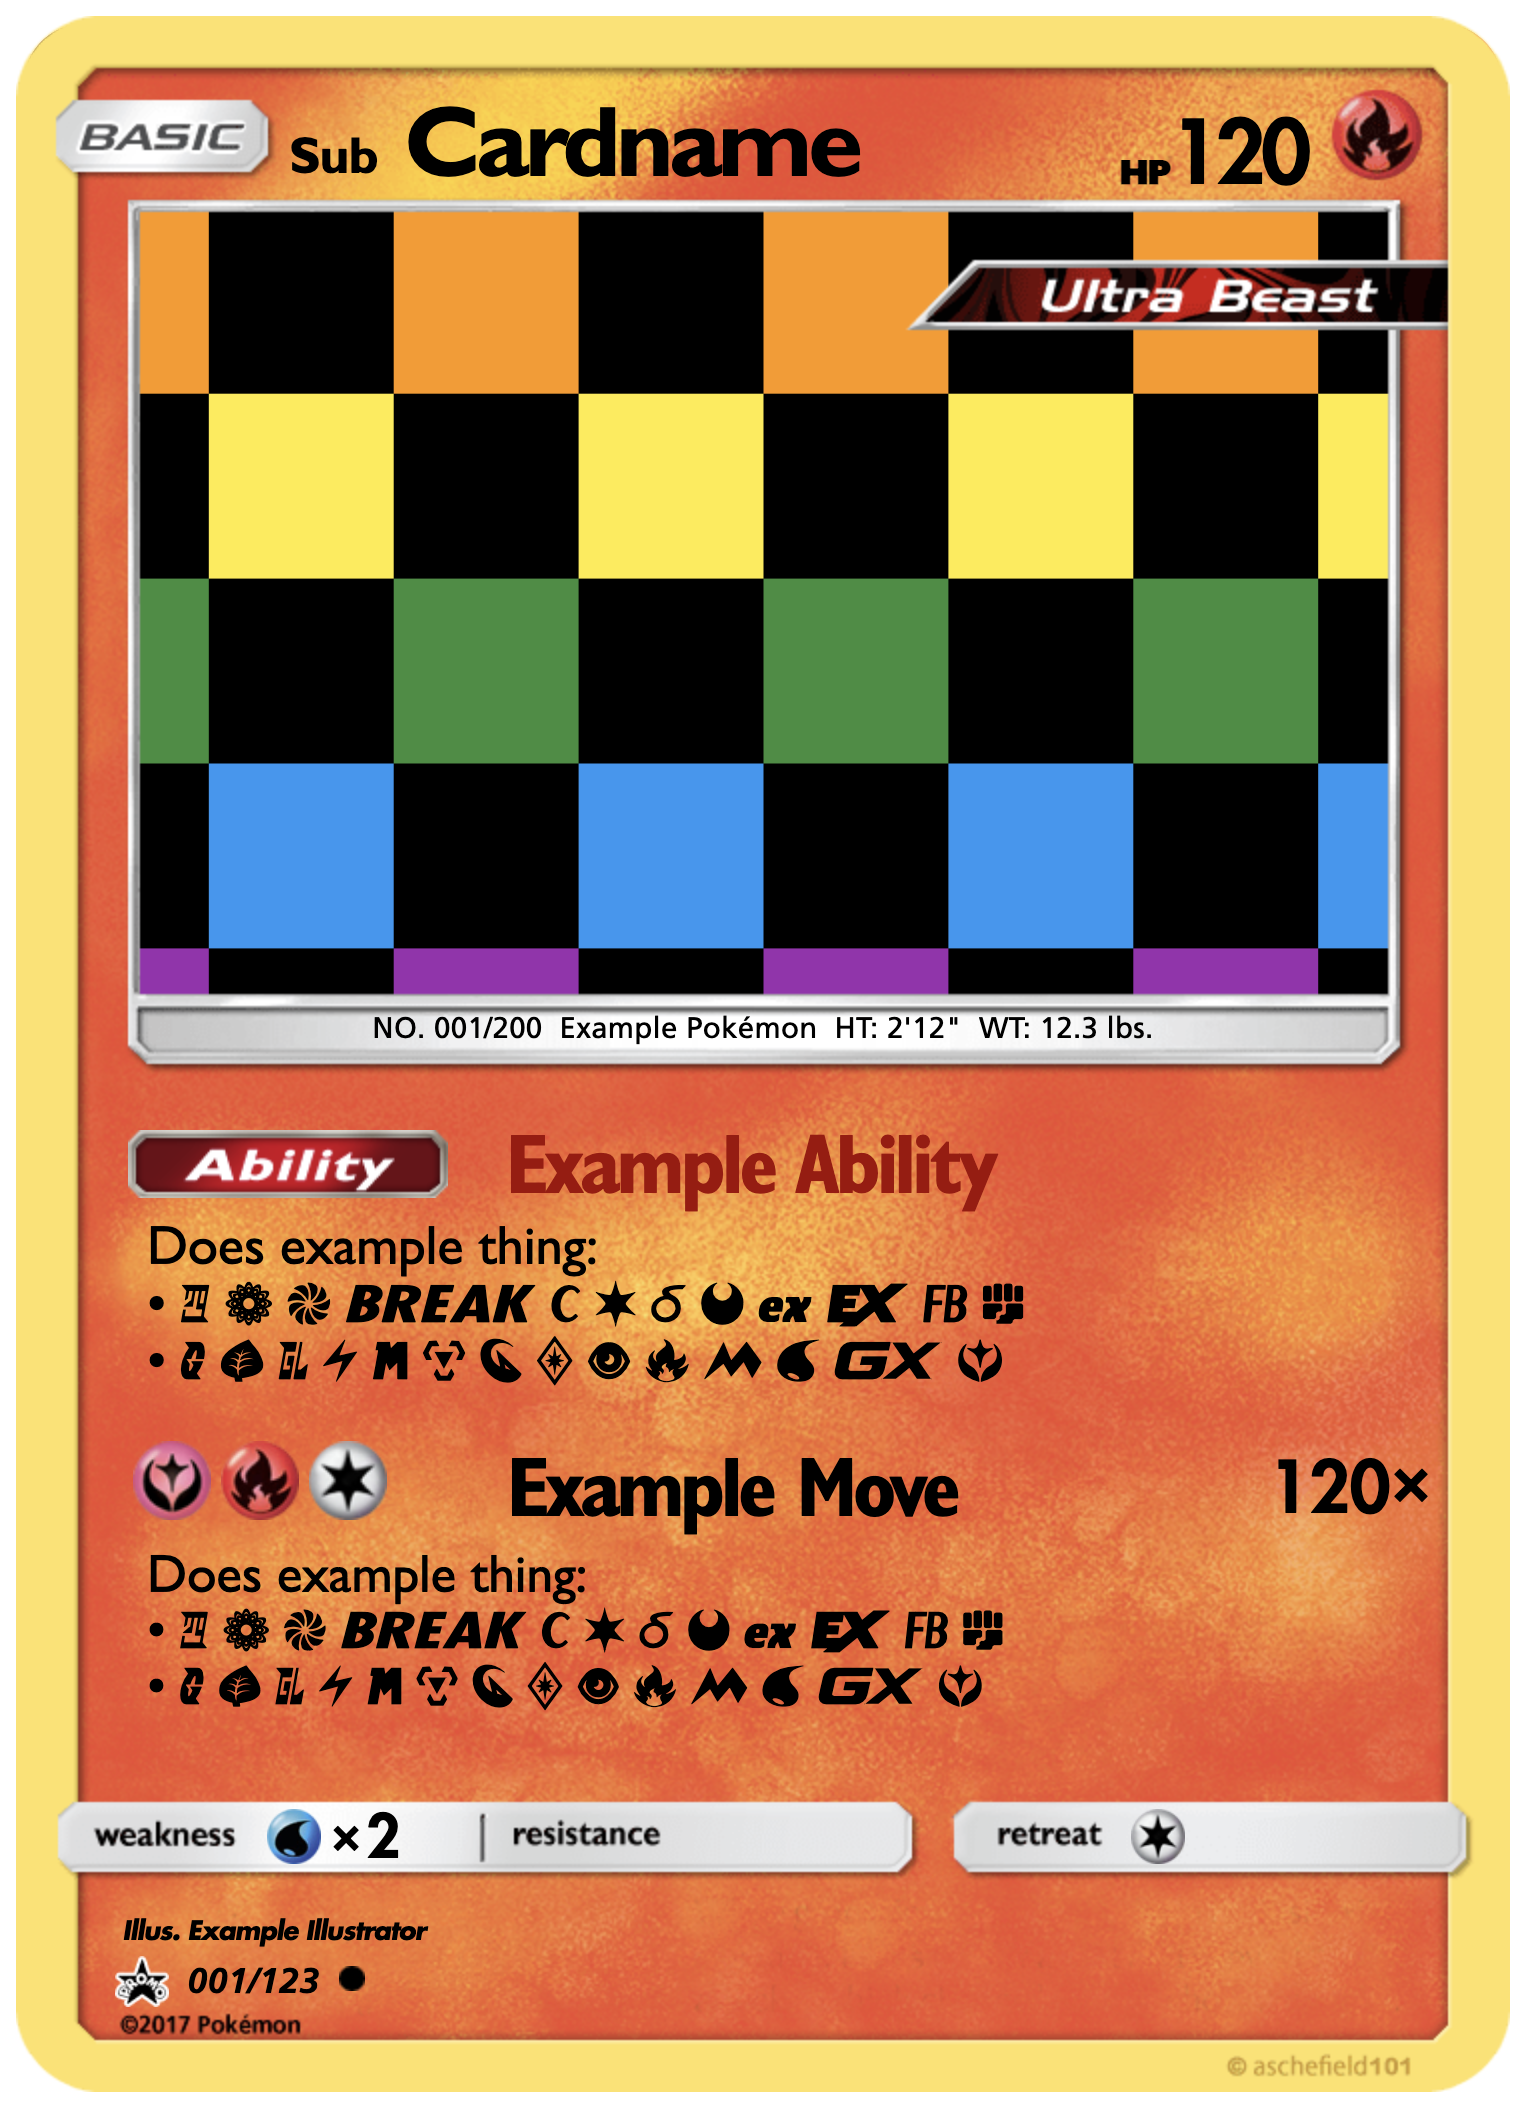 BASIC Sub Cardname HP 120
Ultra Beast
NO. 001/200 Example Pokémon HT: 2'12" WT: 12.3 lbs.
Ability Example Ability
Does example thing:
• BREAK C ex EX FB
• G GL M GX
Example Move 120×
Does example thing:
• BREAK C ex EX FB
• G GL M GX
weakness ×2 resistance retreat
Illus. Example Illustrator
PROMO 001/123
©2017 Pokémon
© aschefield101